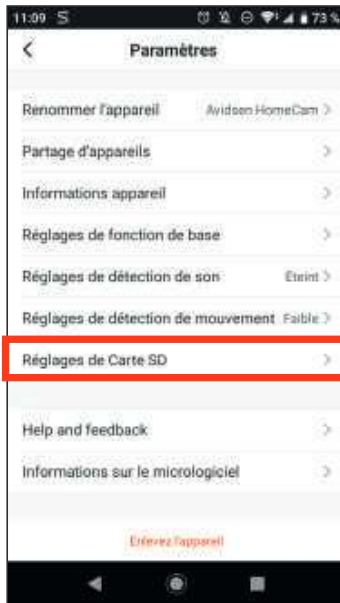 11:09 S 73 %
Paramètres
Renommer l'appareil Avidsen HomeCam >
Partage d'appareils >
Informations appareil >
Réglages de fonction de base >
Réglages de détection de son Eteint >
Réglages de détection de mouvement Faible >
Réglages de Carte SD >
Help and feedback >
Informations sur le micrologiciel >
Enlevez l'appareil